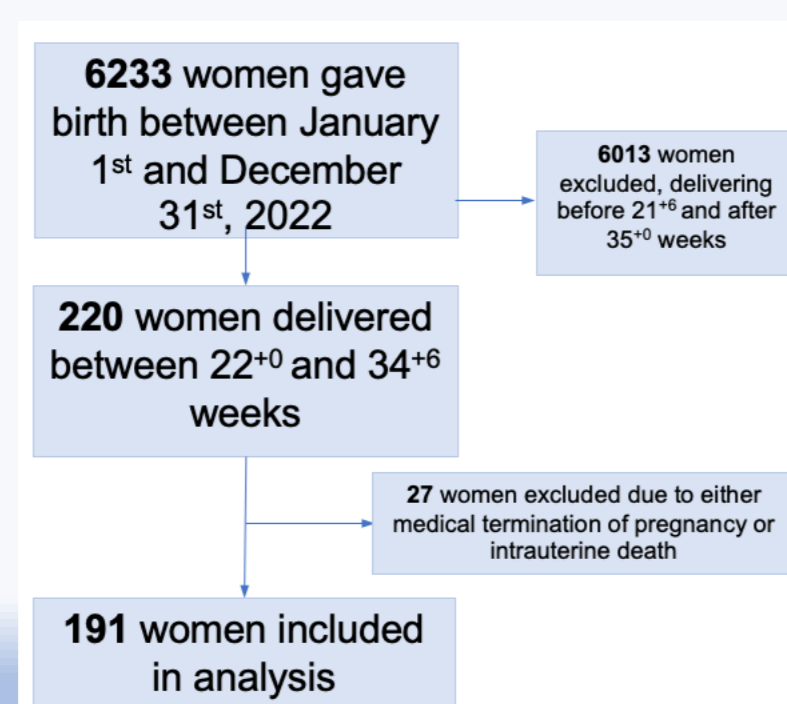 6233 women gave
birth between January
1st and December
31st, 2022
6013 women
excluded, delivering
before 21+6 and after
35+0 weeks
220 women delivered
between 22+0 and 34+6
weeks
27 women excluded due to either
medical termination of pregnancy or
intrauterine death
191 women included
in analysis